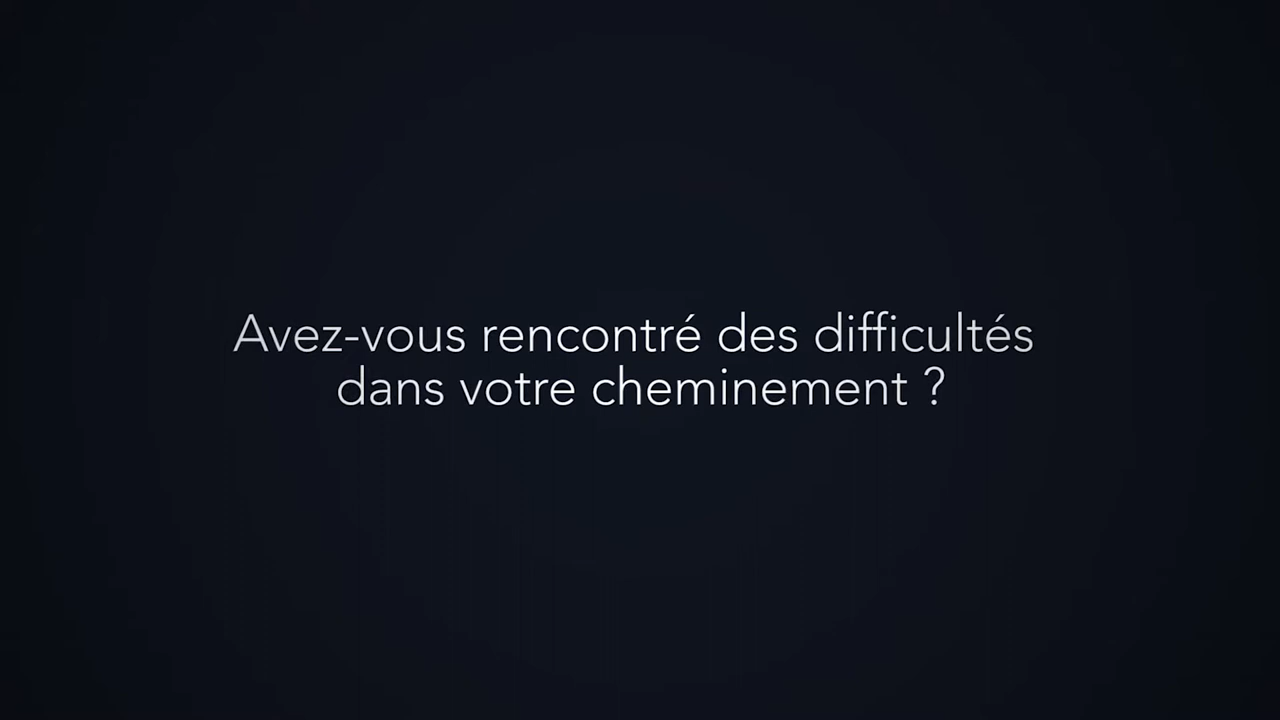 Avez-vous rencontré des difficultés
dans votre cheminement ?